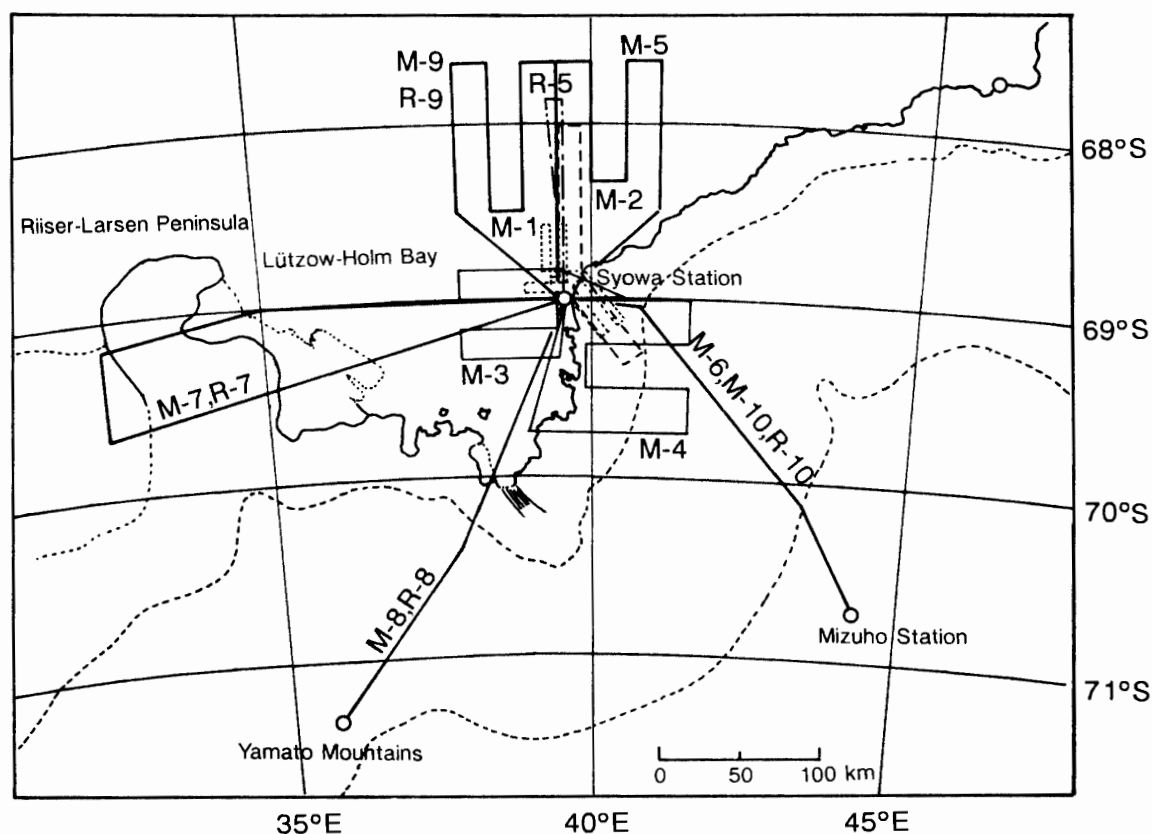 M-9
M-5
R-5
R-9
68°S
M-2
M-1
Riiser-Larsen Peninsula
Lützow-Holm Bay
Syowa Station
69°S
M-3
M-7,R-7
M-6,M-10,R-10
M-4
70°S
M-8,R-8
Mizuho Station
71°S
Yamato Mountains
0 50 100 km
35°E 40°E 45°E